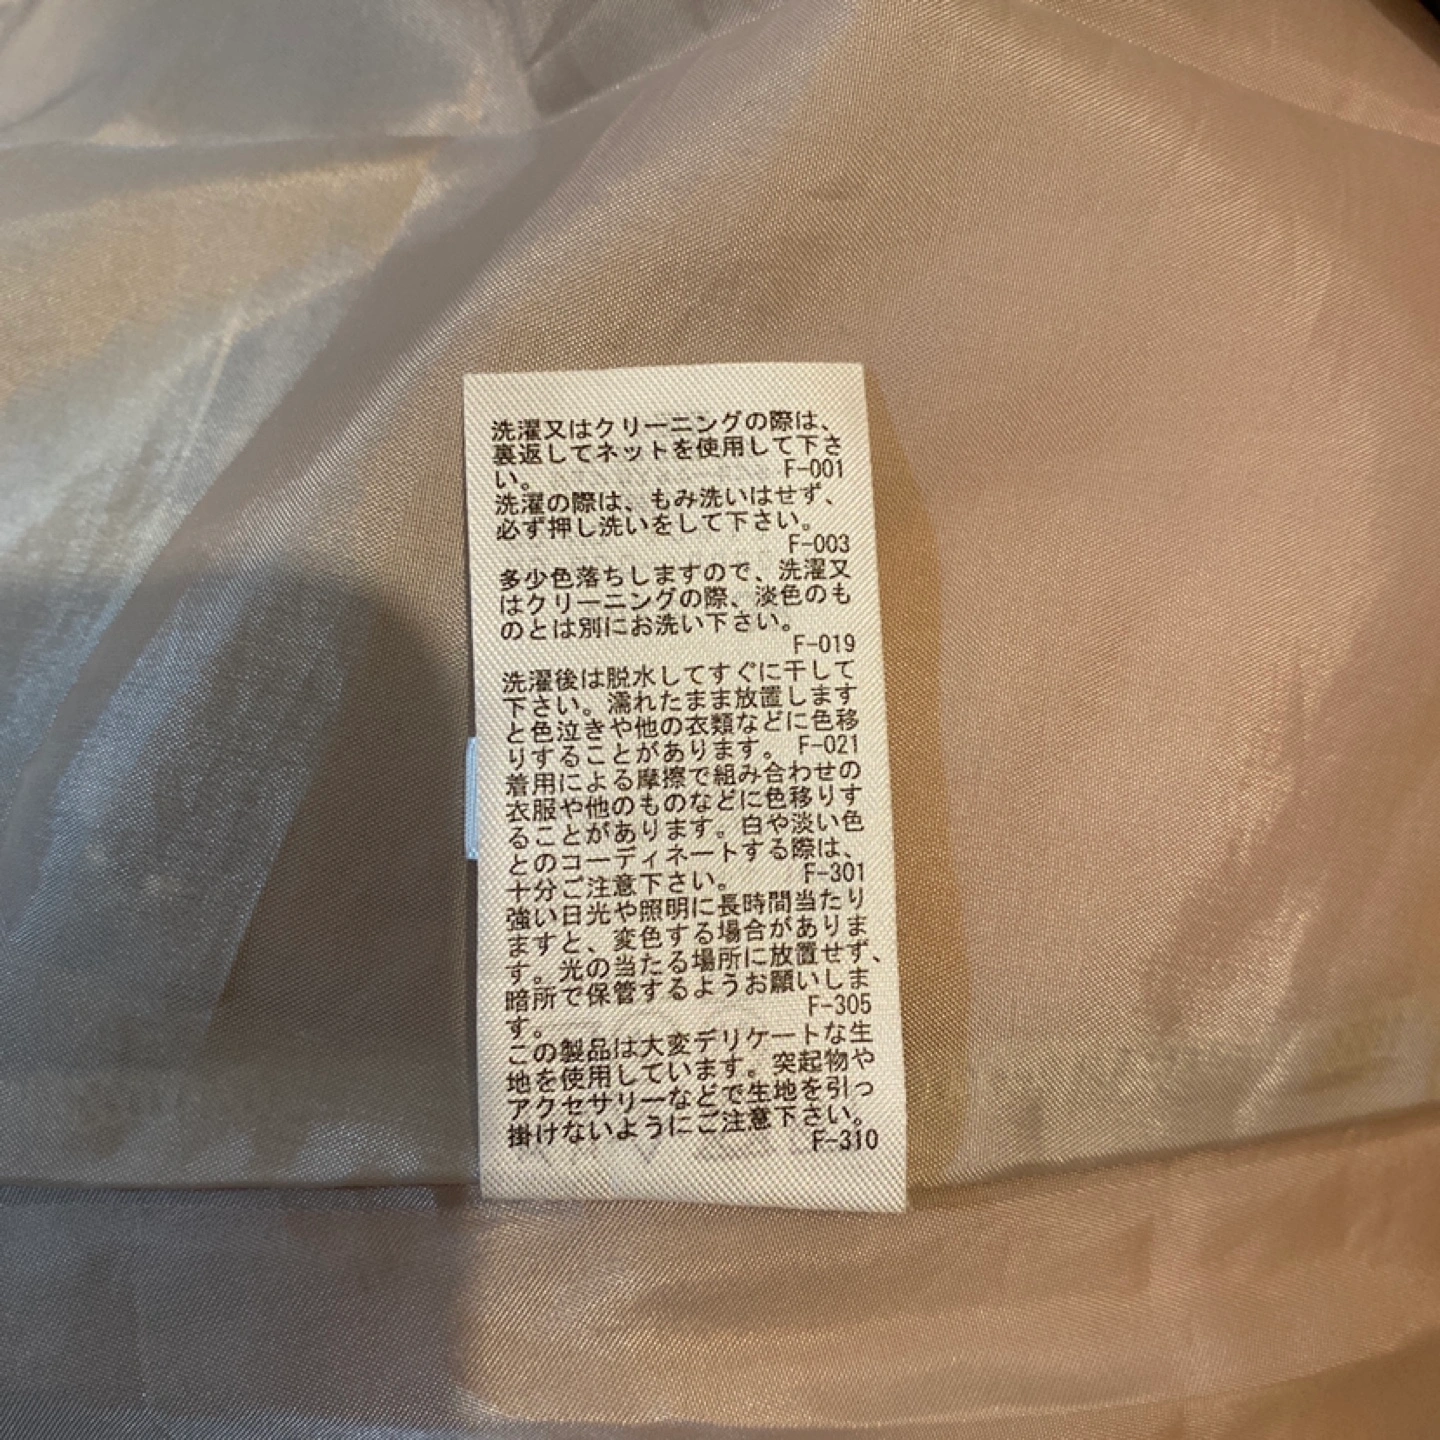 洗濯又はクリーニングの際は、
裏返してネットを使用して下さ
い。 F-001
洗濯の際は、もみ洗いはせず、
必ず押し洗いをして下さい。
F-003
多少色落ちしますので、洗濯又
はクリーニングの際、淡色のも
のとは別にお洗い下さい。
F-019
洗濯後は脱水してすぐに干して
下さい。濡れたまま放置します
と色泣きや他の衣類などに色移
りすることがあります。 F-021
着用による摩擦で組み合わせの
衣服や他のものなどに色移りす
ることがあります。白や淡い色
とのコーディネートする際は、
十分ご注意下さい。 F-301
強い日光や照明に長時間当たり
ますと、変色する場合がありま
す。光の当たる場所に放置せず、
暗所で保管するようお願いしま
す。 F-305
この製品は大変デリケートな生
地を使用しています。突起物や
アクセサリーなどで生地を引っ
掛けないようにご注意下さい。
F-310